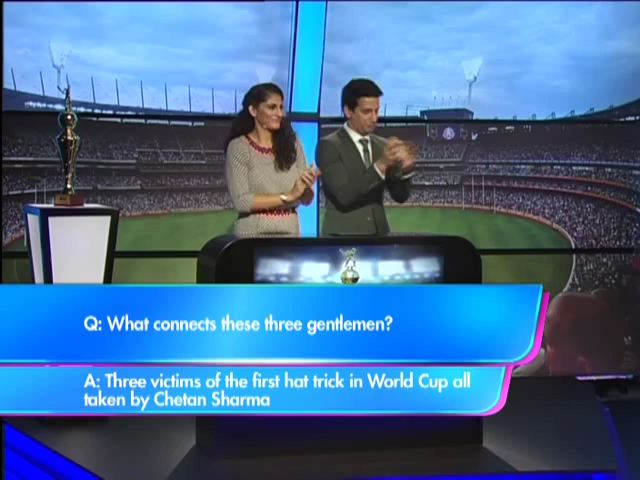 Q: What connects these three gentlemen?
A: Three victims of the first hat trick in World Cup all
taken by Chetan Sharma